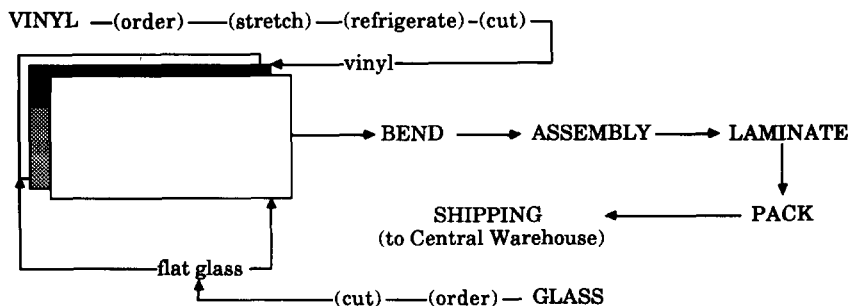 VINYL —(order) —(stretch) —(refrigerate) -(cut)
vinyl
BEND ASSEMBLY LAMINATE
SHIPPING PACK
(to Central Warehouse)
flat glass
(cut) —(order) — GLASS